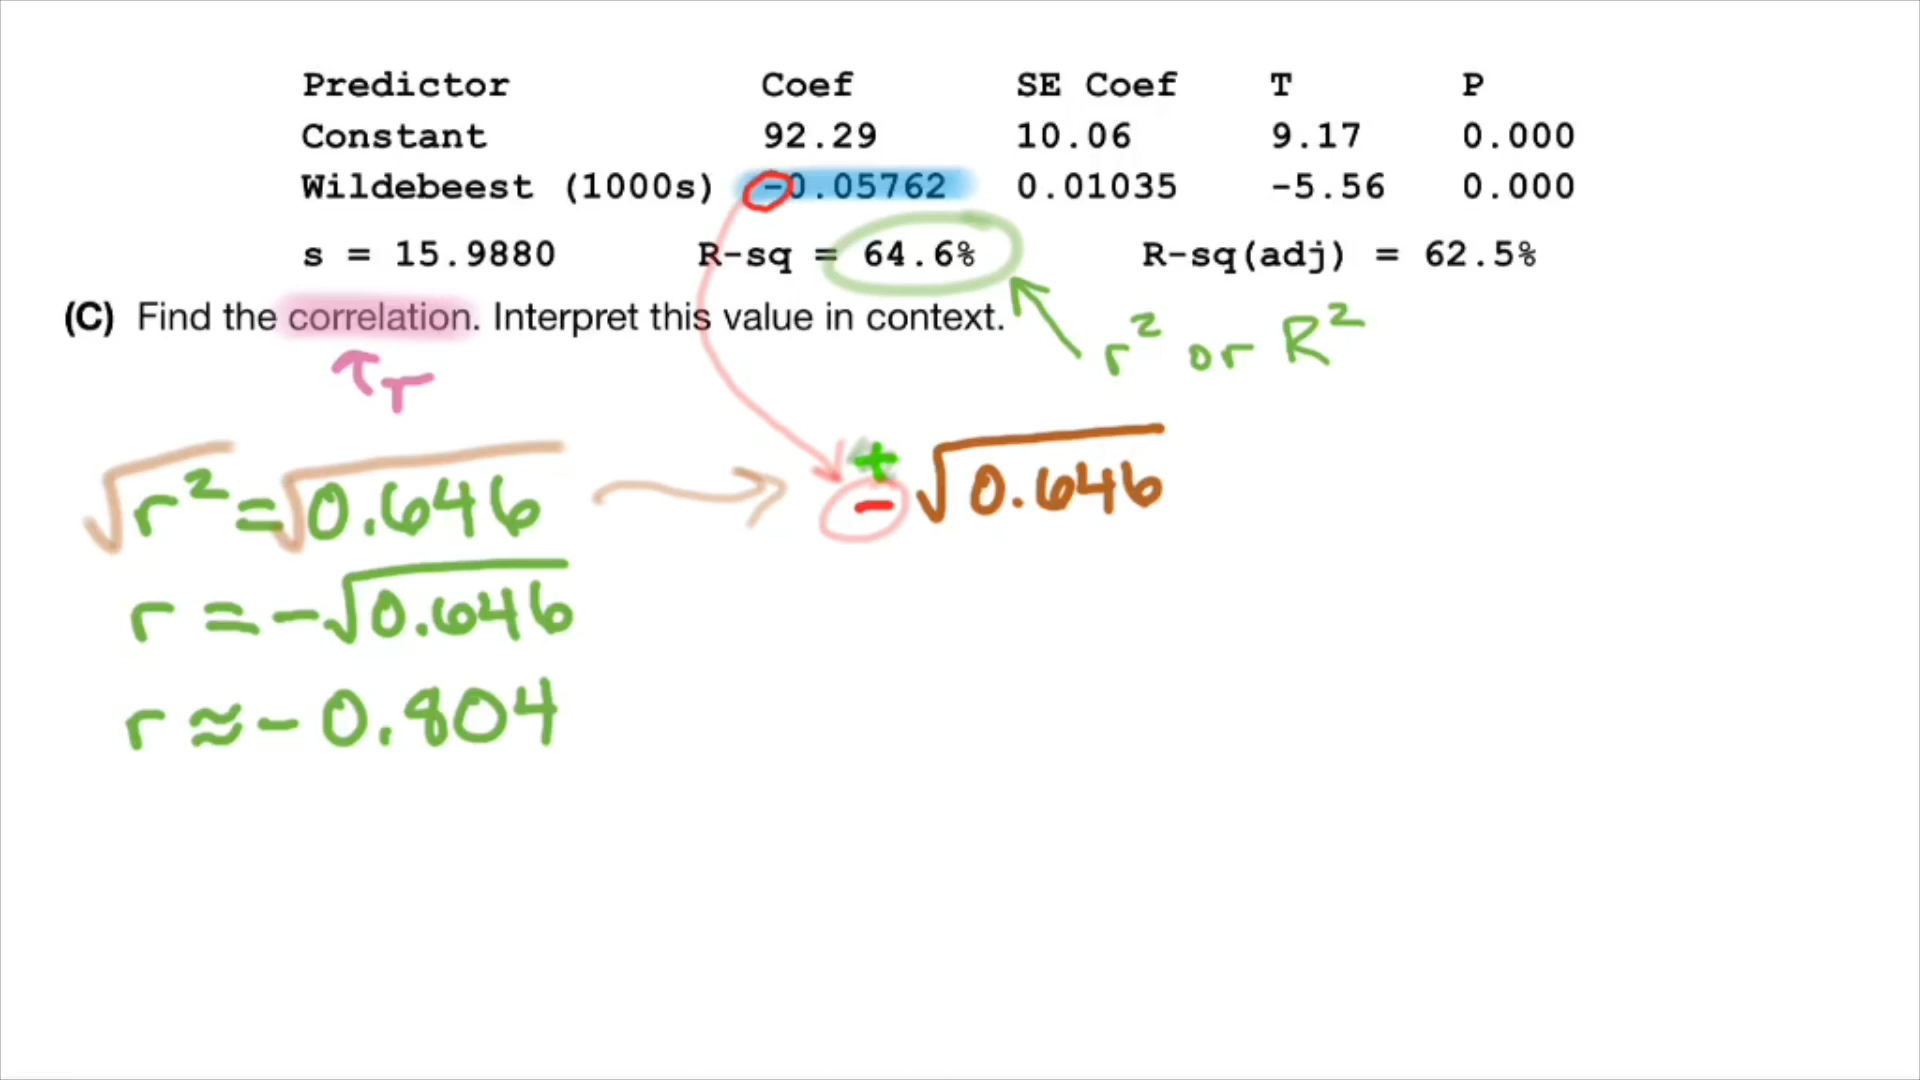 Predictor Coef SE Coef T P
Constant 92.29 10.06 9.17 0.000
Wildebeest (1000s) -0.05762 0.01035 -5.56 0.000
s = 15.9880 R-sq = 64.6% R-sq(adj) = 62.5%
(C) Find the correlation. Interpret this value in context.
r² or R²
r
√r² = √0.646
± √0.646
r = -√0.646
r ≈ -0.804